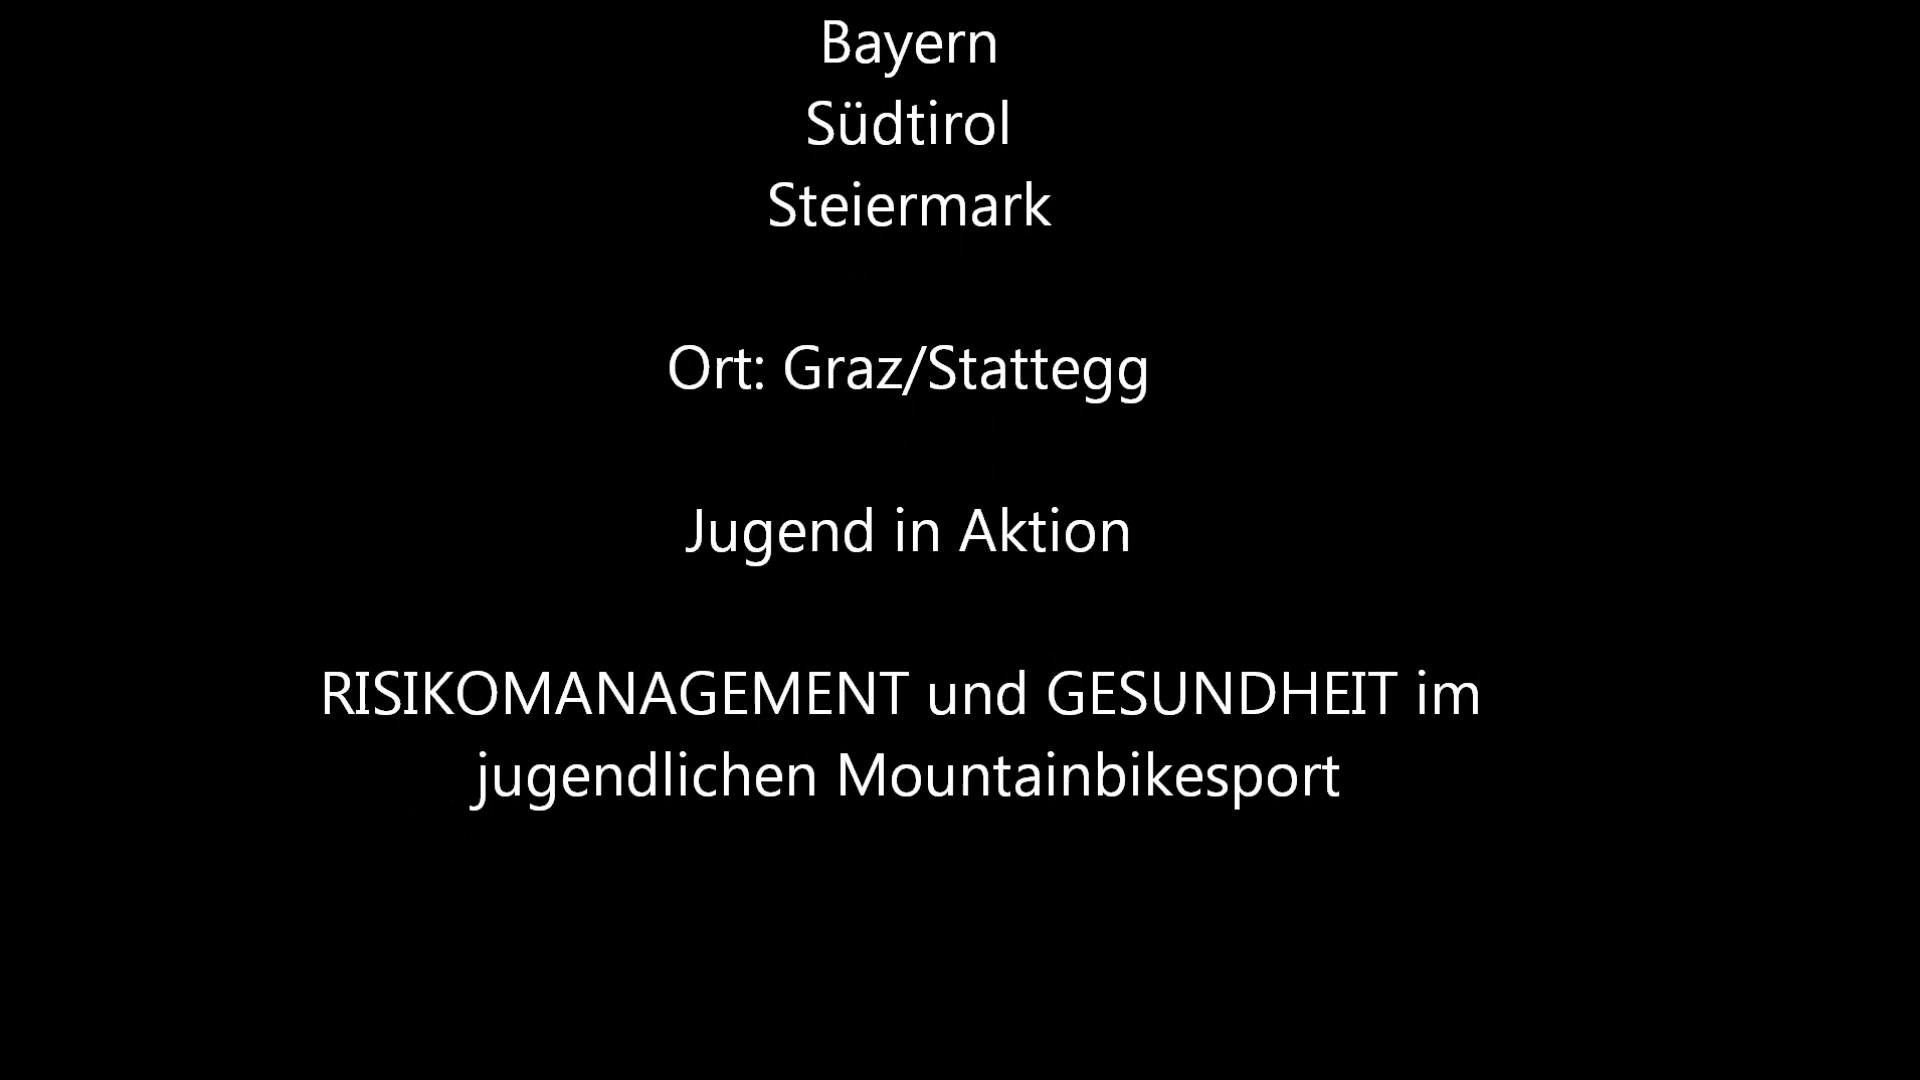 Bayern
Südtirol
Steiermark
Ort: Graz/Stattegg
Jugend in Aktion
RISIKOMANAGEMENT und GESUNDHEIT im
jugendlichen Mountainbikesport